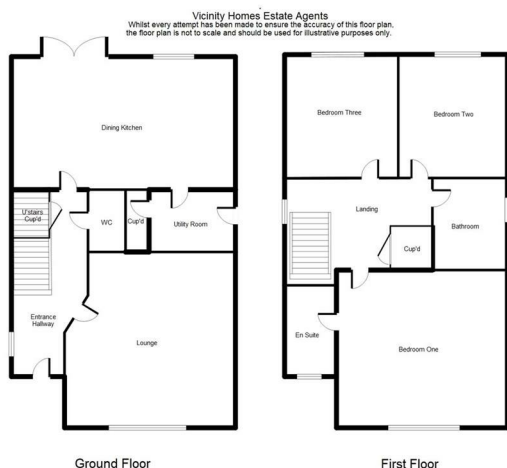 Vicinity Homes Estate Agents
Whilst every attempt has been made to ensure the accuracy of this floor plan,
the floor plan is not to scale and should be used for illustrative purposes only.
Dining Kitchen
U'stairs
Cup'd
WC
Cup'd
Utility Room
Entrance
Hallway
Lounge
Ground Floor
Bedroom Three
Bedroom Two
Landing
Bathroom
Cup'd
En Suite
Bedroom One
First Floor